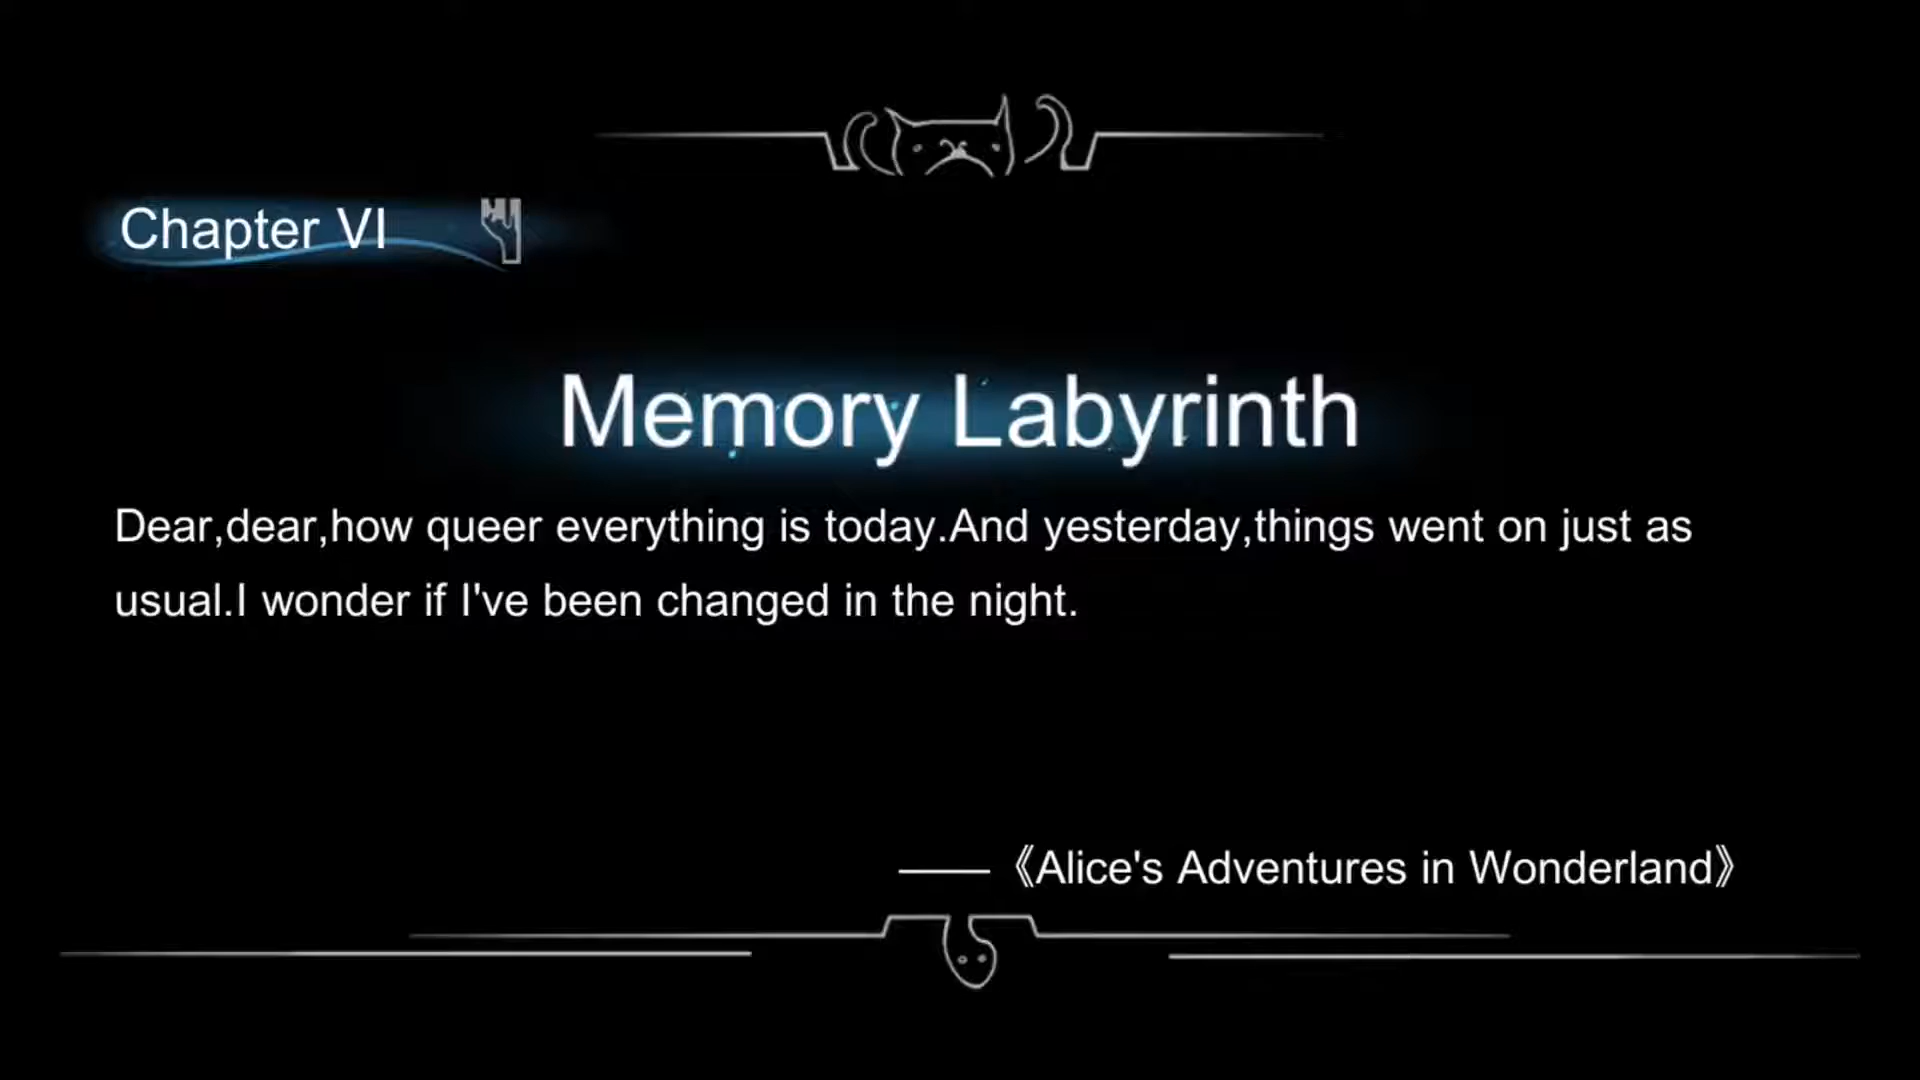 Chapter VI
Memory Labyrinth
Dear,dear,how queer everything is today.And yesterday,things went on just as
usual.I wonder if I've been changed in the night.
——《Alice's Adventures in Wonderland》